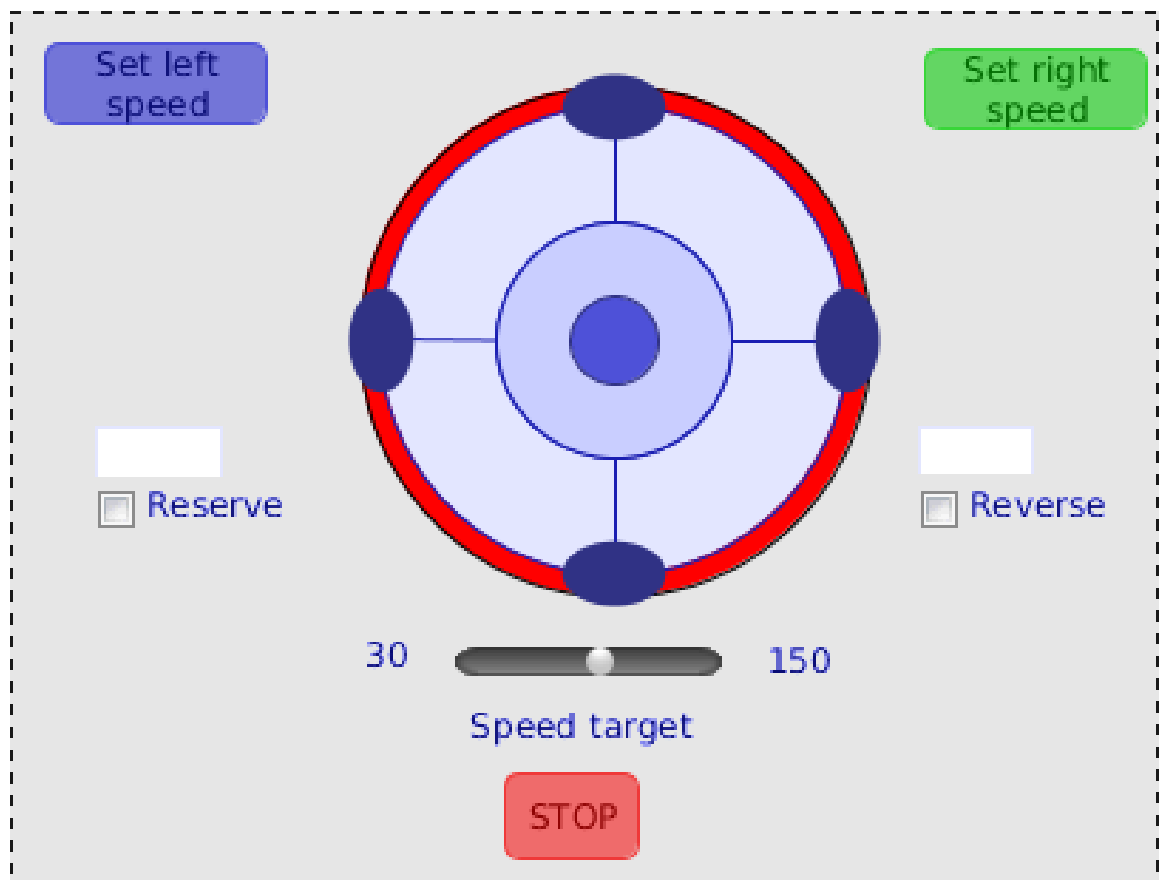 Set left
speed
Set right
speed
Reserve
Reverse
30
150
Speed target
STOP